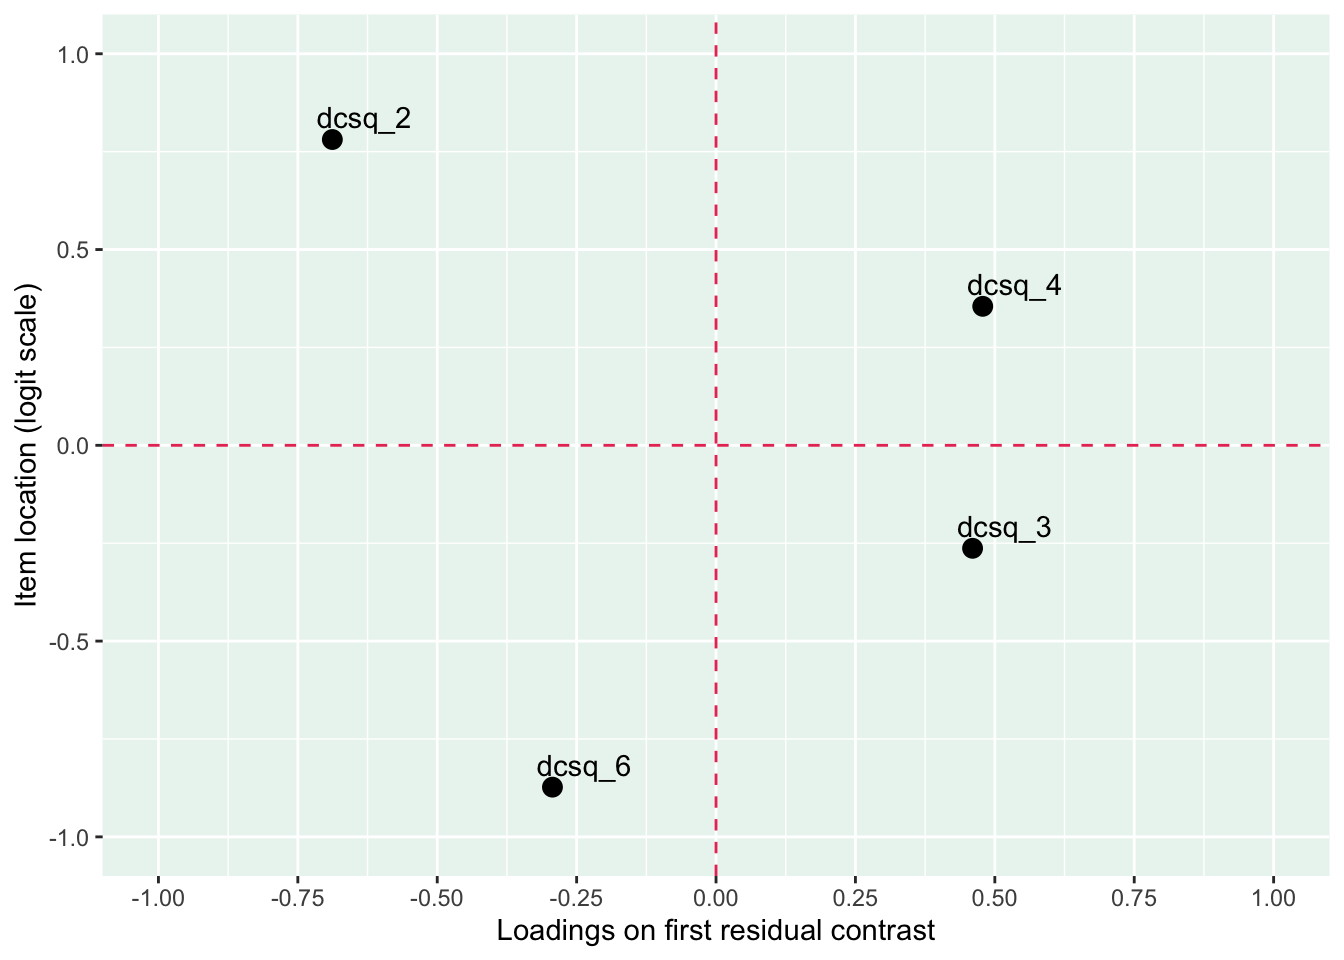 1.0
dcsq_2
0.5
dcsq_4
0.0
dcsq_3
-0.5
dcsq_6
-1.0
Item location (logit scale)
-1.00 -0.75 -0.50 -0.25 0.00 0.25 0.50 0.75 1.00
Loadings on first residual contrast